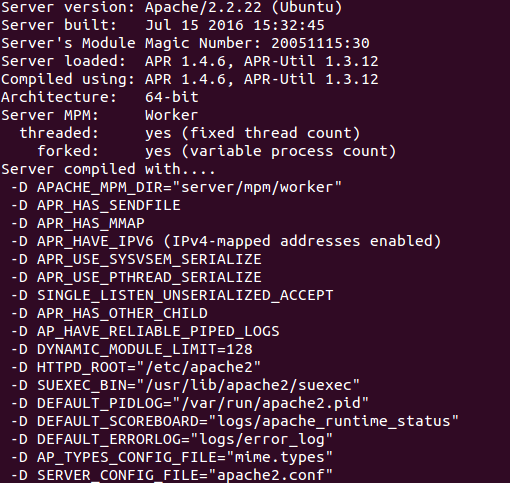 Server version: Apache/2.2.22 (Ubuntu)
Server built:   Jul 15 2016 15:32:45
Server's Module Magic Number: 20051115:30
Server loaded:  APR 1.4.6, APR-Util 1.3.12
Compiled using: APR 1.4.6, APR-Util 1.3.12
Architecture:   64-bit
Server MPM:     Worker
  threaded:     yes (fixed thread count)
    forked:     yes (variable process count)
Server compiled with....
 -D APACHE_MPM_DIR="server/mpm/worker"
 -D APR_HAS_SENDFILE
 -D APR_HAS_MMAP
 -D APR_HAVE_IPV6 (IPv4-mapped addresses enabled)
 -D APR_USE_SYSVSEM_SERIALIZE
 -D APR_USE_PTHREAD_SERIALIZE
 -D SINGLE_LISTEN_UNSERIALIZED_ACCEPT
 -D APR_HAS_OTHER_CHILD
 -D AP_HAVE_RELIABLE_PIPED_LOGS
 -D DYNAMIC_MODULE_LIMIT=128
 -D HTTPD_ROOT="/etc/apache2"
 -D SUEXEC_BIN="/usr/lib/apache2/suexec"
 -D DEFAULT_PIDLOG="/var/run/apache2.pid"
 -D DEFAULT_SCOREBOARD="logs/apache_runtime_status"
 -D DEFAULT_ERRORLOG="logs/error_log"
 -D AP_TYPES_CONFIG_FILE="mime.types"
 -D SERVER_CONFIG_FILE="apache2.conf"